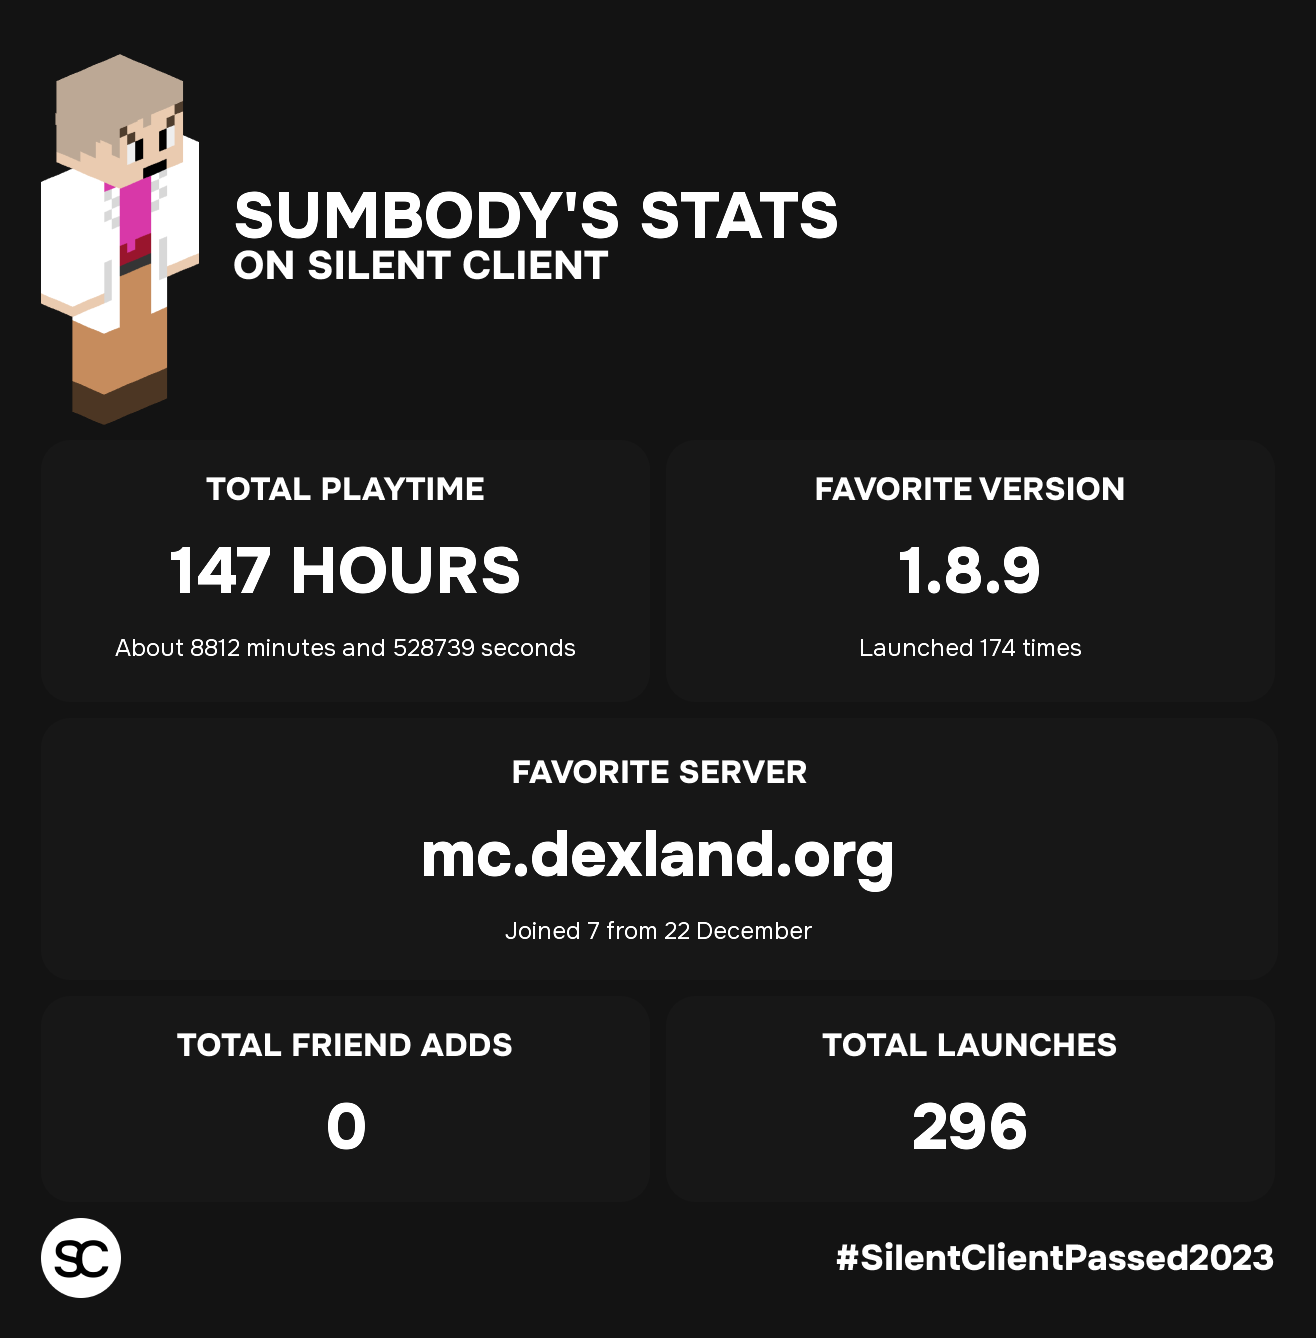 SUMBODY'S STATS
ON SILENT CLIENT
TOTAL PLAYTIME
147 HOURS
About 8812 minutes and 528739 seconds
FAVORITE VERSION
1.8.9
Launched 174 times
FAVORITE SERVER
mc.dexland.org
Joined 7 from 22 December
TOTAL FRIEND ADDS
0
TOTAL LAUNCHES
296
SC
#SilentClientPassed2023